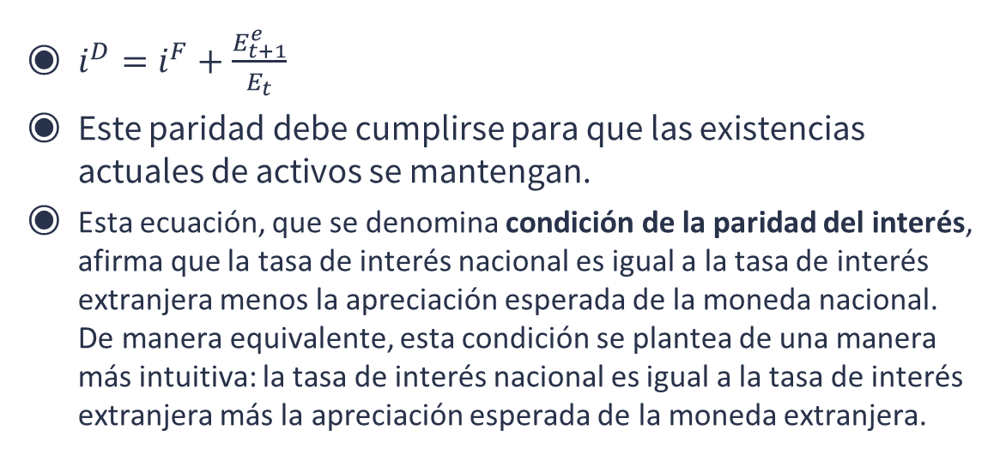 i^D = i^F + \frac{E^e_{t+1}}{E_t}
Este paridad debe cumplirse para que las existencias
actuales de activos se mantengan.
Esta ecuación, que se denomina condición de la paridad del interés,
afirma que la tasa de interés nacional es igual a la tasa de interés
extranjera menos la apreciación esperada de la moneda nacional.
De manera equivalente, esta condición se plantea de una manera
más intuitiva: la tasa de interés nacional es igual a la tasa de interés
extranjera más la apreciación esperada de la moneda extranjera.